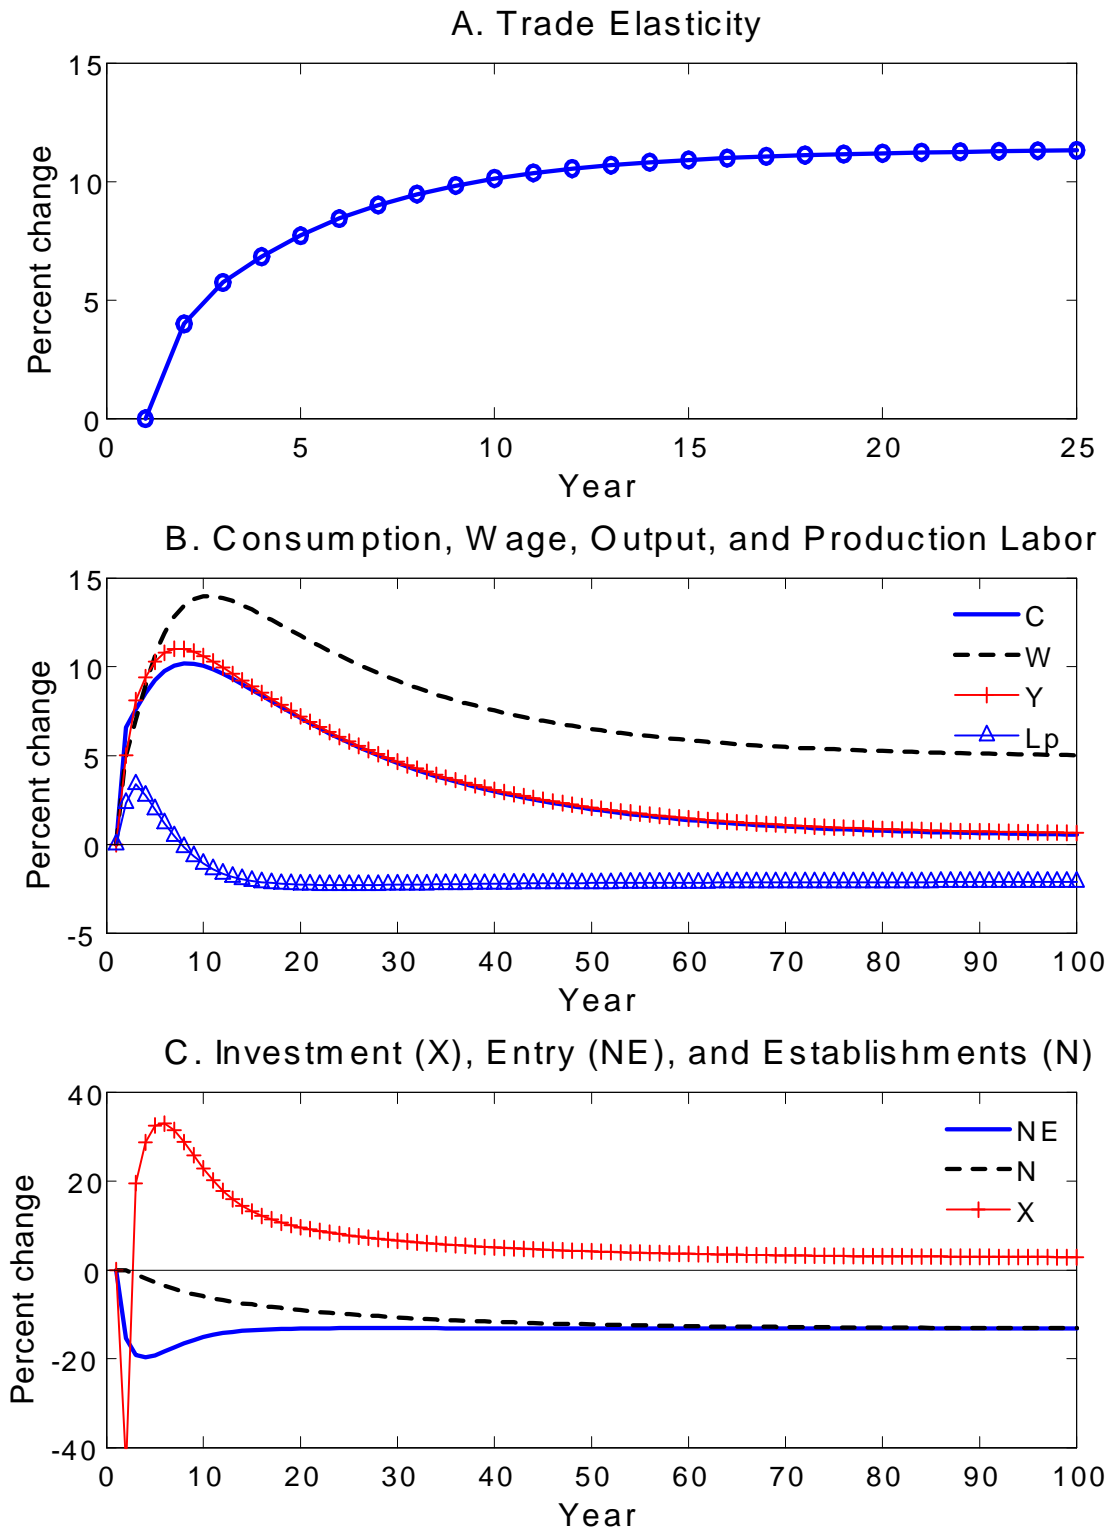 A. Trade Elasticity
15
10
5
0
Percent change
0 5 10 15 20 25
Year
B. Consumption, Wage, Output, and Production Labor
15
10
5
0
-5
Percent change
C
W
Y
Lp
0 10 20 30 40 50 60 70 80 90 100
Year
C. Investment (X), Entry (NE), and Establishments (N)
40
20
0
-20
-40
Percent change
NE
N
X
0 10 20 30 40 50 60 70 80 90 100
Year